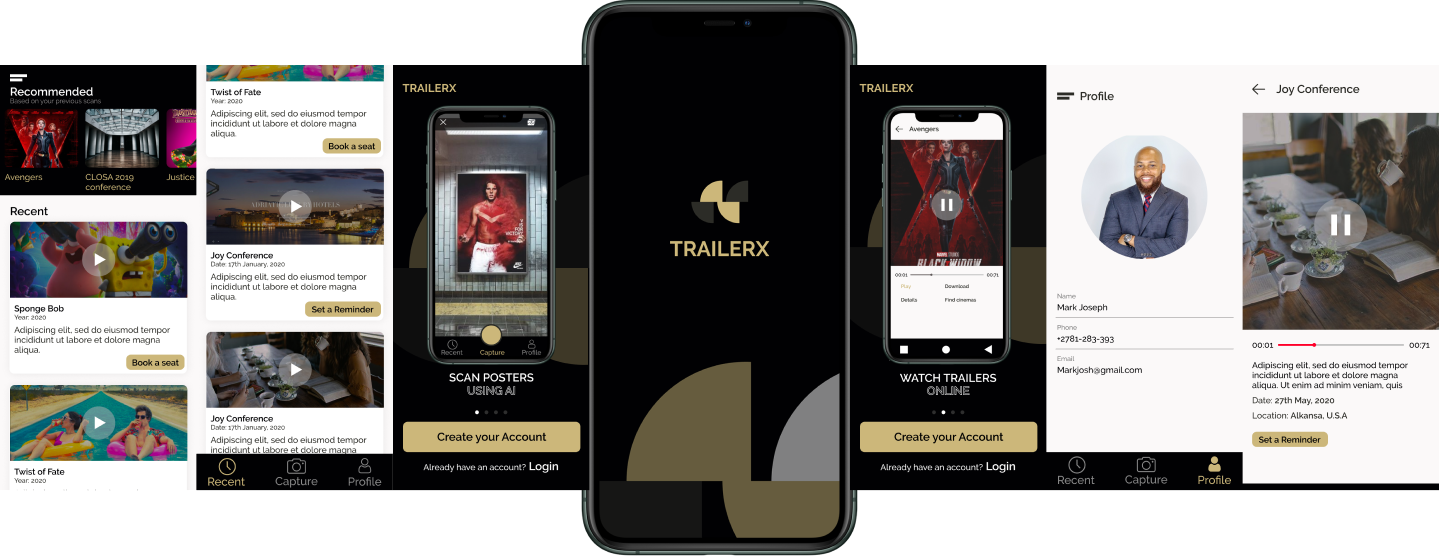 Recommended
Based on your previous scans
Avengers
CLOSA 2019
conference
Justice
Recent
Sponge Bob
Year: 2020
Adipiscing elit, sed do eiusmod tempor
incididunt ut labore et dolore magna
aliqua.
Book a seat
Twist of Fate
Year: 2020
Twist of Fate
Year: 2020
Adipiscing elit, sed do eiusmod tempor
incididunt ut labore et dolore magna
aliqua.
Book a seat
Joy Conference
Date: 17th January, 2020
Adipiscing elit, sed do eiusmod tempor
incididunt ut labore et dolore magna
aliqua.
Set a Reminder
Joy Conference
Date: 17th January, 2020
Adipiscing elit, sed do eiusmod tempor
incididunt ut labore et dolore magna
Recent
Capture
Profile
TRAILERX
Recent
Capture
Profile
SCAN POSTERS
USING AI
Create your Account
Already have an account? Login
TRAILERX
TRAILERX
Avengers
MARVEL STUDIOS
BLACK WIDOW
00:01
00:71
Play
Download
Details
Find cinemas
WATCH TRAILERS
ONLINE
Create your Account
Already have an account? Login
Profile
Name
Mark Joseph
Phone
+2781-283-393
Email
Markjosh@gmail.com
Recent
Capture
Profile
Joy Conference
00:01
00:71
Adipiscing elit, sed do eiusmod tempor
incididunt ut labore et dolore magna
aliqua. Ut enim ad minim veniam, quis
Date: 27th May, 2020
Location: Alkansa, U.S.A
Set a Reminder